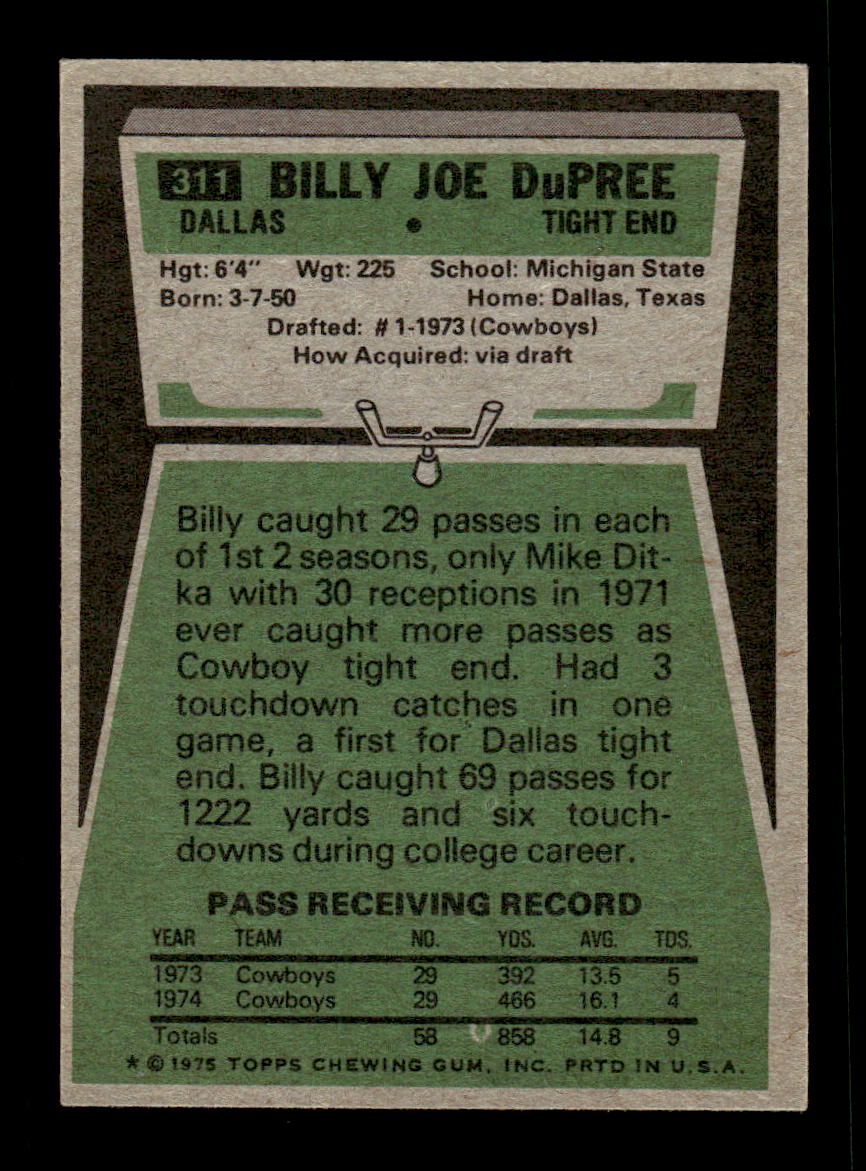 311 BILLY JOE DuPREE
DALLAS • TIGHT END
Hgt: 6'4" Wgt: 225 School: Michigan State
Born: 3-7-50 Home: Dallas, Texas
Drafted: #1-1973 (Cowboys)
How Acquired: via draft
Billy caught 29 passes in each
of 1st 2 seasons, only Mike Dit-
ka with 30 receptions in 1971
ever caught more passes as
Cowboy tight end. Had 3
touchdown catches in one
game, a first for Dallas tight
end. Billy caught 69 passes for
1222 yards and six touch-
downs during college career.
PASS RECEIVING RECORD
YEAR TEAM NO. YDS. AVG. TDS.
1973 Cowboys 29 392 13.5 5
1974 Cowboys 29 466 16.1 4
Totals 58 858 14.8 9
* © 1975 TOPPS CHEWING GUM, INC. PRTD IN U.S.A.